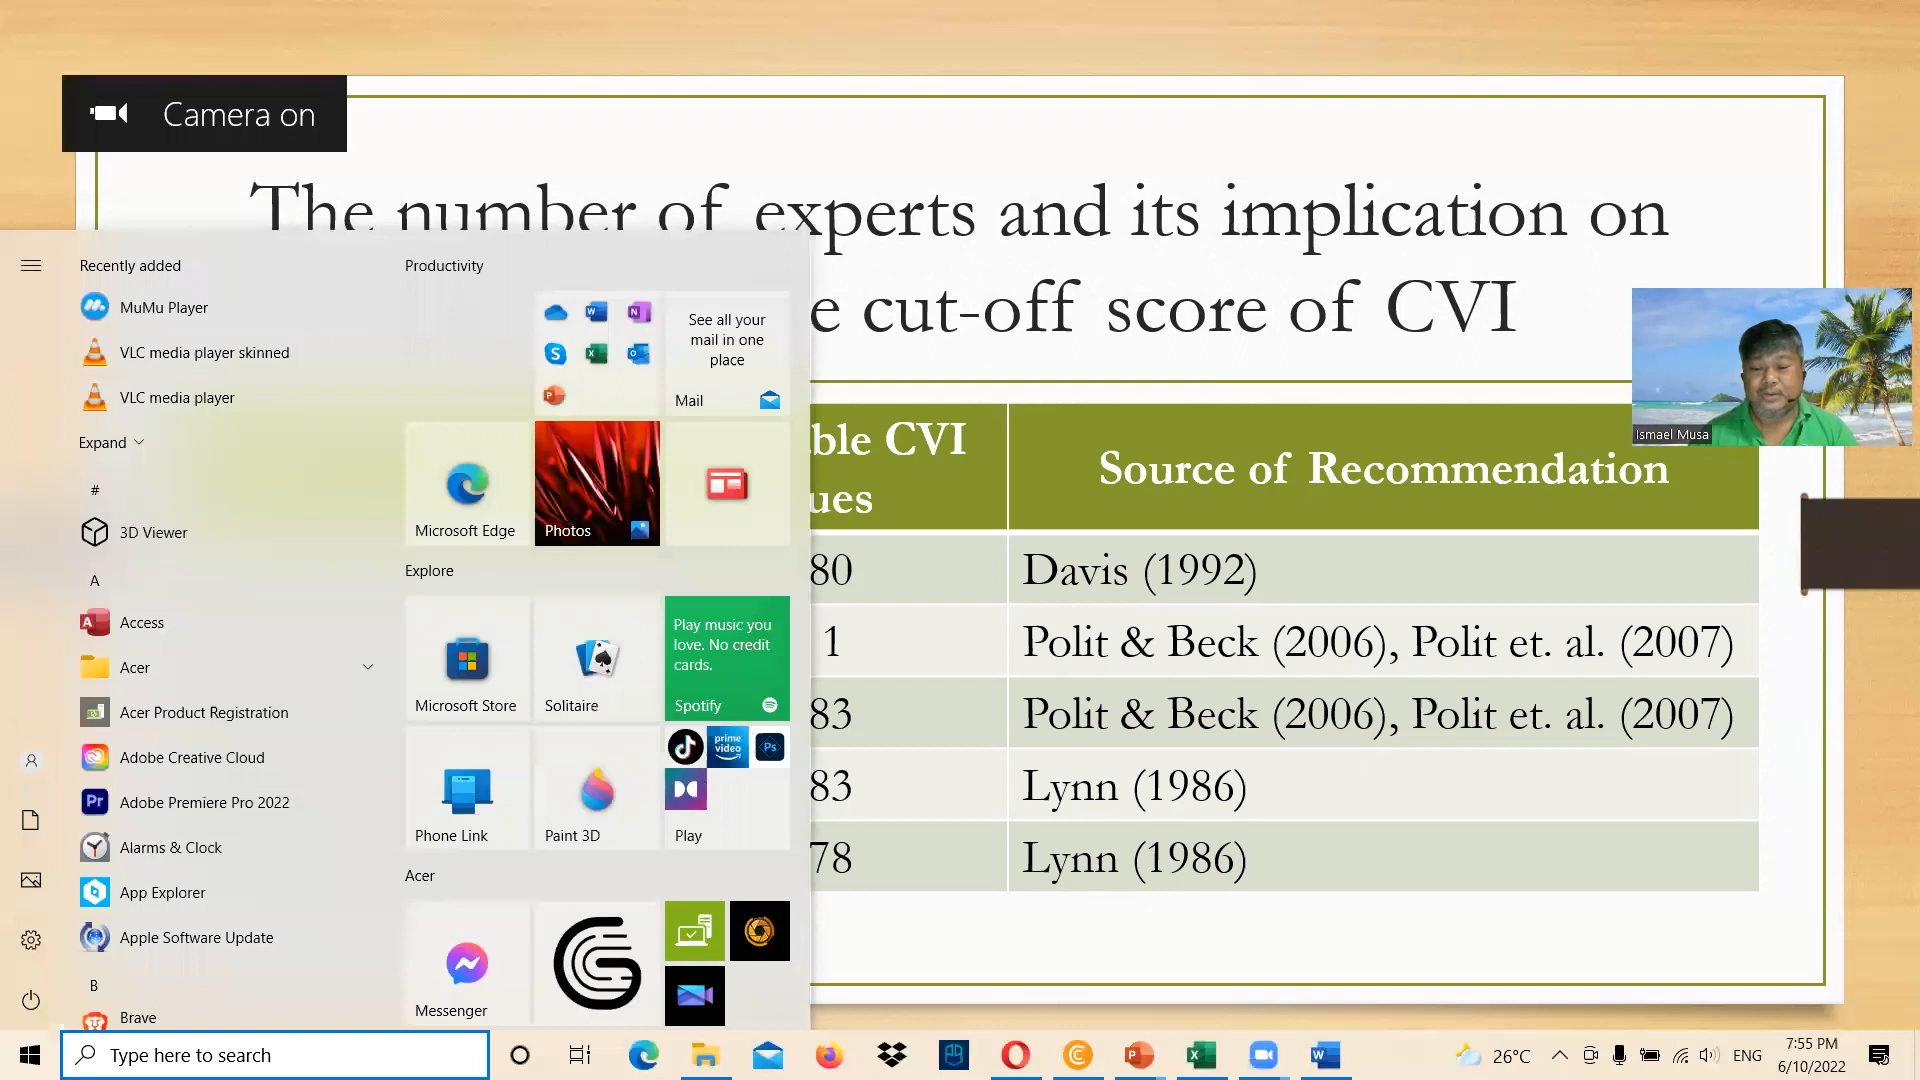 Camera on
The number of experts and its implication on
e cut-off score of CVI
ble CVI
ues
Source of Recommendation
80
Davis (1992)
1
Polit & Beck (2006), Polit et. al. (2007)
83
Polit & Beck (2006), Polit et. al. (2007)
83
Lynn (1986)
78
Lynn (1986)
Ismael Musa
Recently added
MuMu Player
VLC media player skinned
VLC media player
Expand
#
3D Viewer
A
Access
Acer
Acer Product Registration
Adobe Creative Cloud
Adobe Premiere Pro 2022
Alarms & Clock
App Explorer
Apple Software Update
B
Brave
Productivity
See all your
mail in one
place
Mail
Microsoft Edge
Photos
Explore
Microsoft Store
Solitaire
Play music you
love. No credit
cards.
Spotify
Phone Link
Paint 3D
prime
video
Ps
Play
Acer
Messenger
Type here to search
26°C
ENG
7:55 PM
6/10/2022